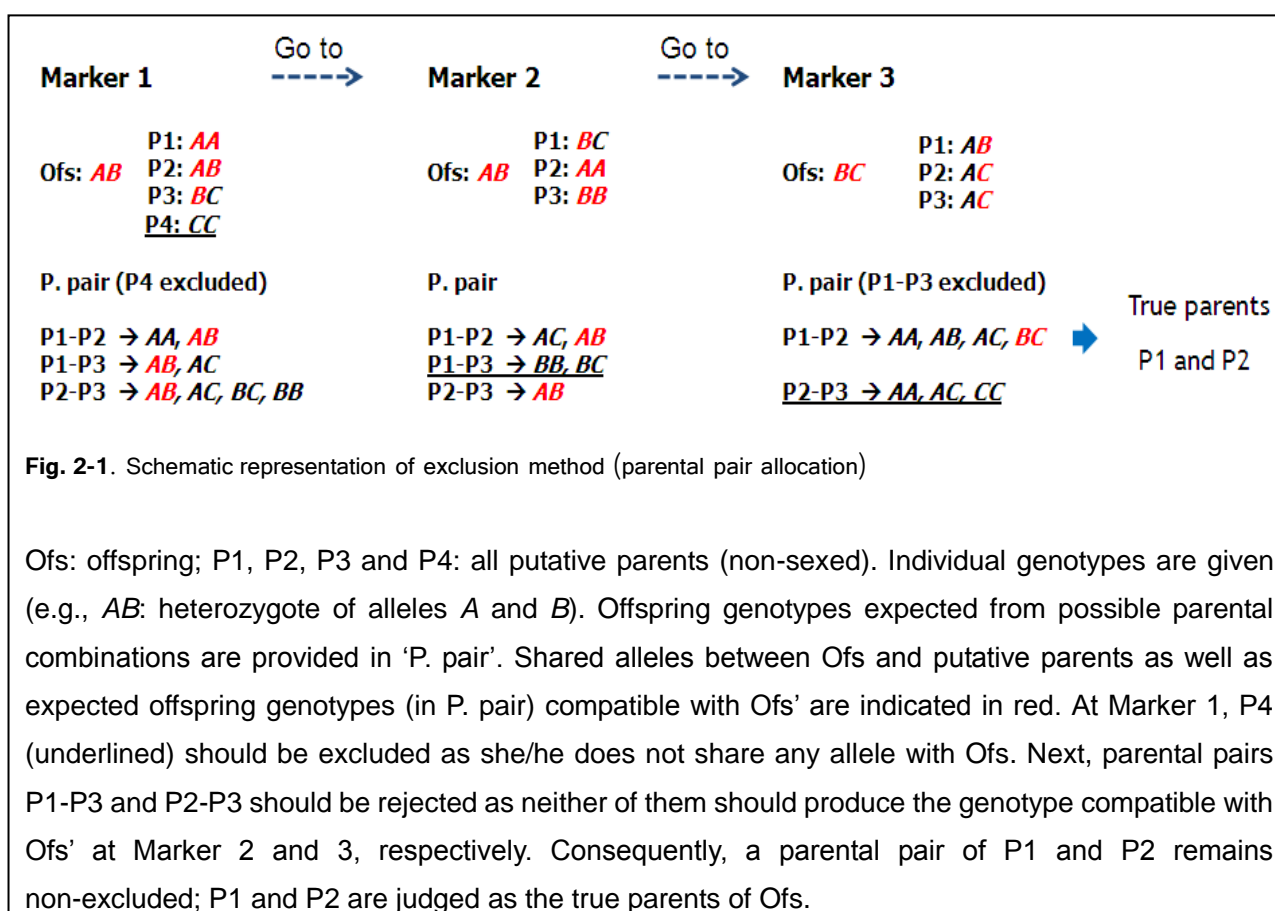 Go to
Go to
Marker 1
Marker 2
Marker 3
P1: AA
Ofs: AB P2: AB
P3: BC
P4: CC
P1: BC
Ofs: AB P2: AA
P3: BB
P1: AB
Ofs: BC P2: AC
P3: AC
P. pair (P4 excluded)
P1-P2 → AA, AB
P1-P3 → AB, AC
P2-P3 → AB, AC, BC, BB
P. pair
P1-P2 → AC, AB
P1-P3 → BB, BC
P2-P3 → AB
P. pair (P1-P3 excluded)
P1-P2 → AA, AB, AC, BC
P2-P3 → AA, AC, CC
True parents
P1 and P2
Fig. 2-1. Schematic representation of exclusion method (parental pair allocation)
Ofs: offspring; P1, P2, P3 and P4: all putative parents (non-sexed). Individual genotypes are given
(e.g., AB: heterozygote of alleles A and B). Offspring genotypes expected from possible parental
combinations are provided in ‘P. pair’. Shared alleles between Ofs and putative parents as well as
expected offspring genotypes (in P. pair) compatible with Ofs’ are indicated in red. At Marker 1, P4
(underlined) should be excluded as she/he does not share any allele with Ofs. Next, parental pairs
P1-P3 and P2-P3 should be rejected as neither of them should produce the genotype compatible with
Ofs’ at Marker 2 and 3, respectively. Consequently, a parental pair of P1 and P2 remains
non-excluded; P1 and P2 are judged as the true parents of Ofs.